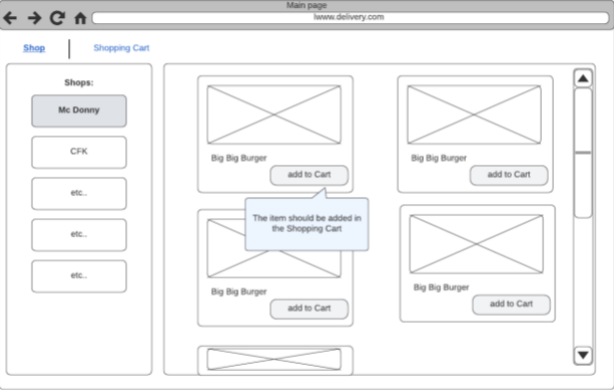 Main page
lwww.delivery.com
Shop
Shopping Cart
Shops:
Mc Donny
CFK
etc..
etc..
etc..
Big Big Burger
add to Cart
Big Big Burger
add to Cart
The item should be added in
the Shopping Cart
Big Big Burger
add to Cart
Big Big Burger
add to Cart